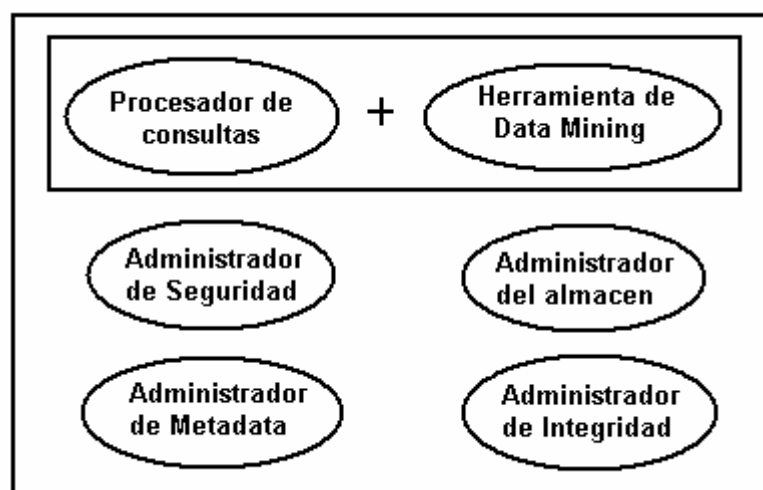 Procesador de
consultas
+
Herramienta de
Data Mining
Administrador
de Seguridad
Administrador
del almacen
Administrador
de Metadata
Administrador
de Integridad